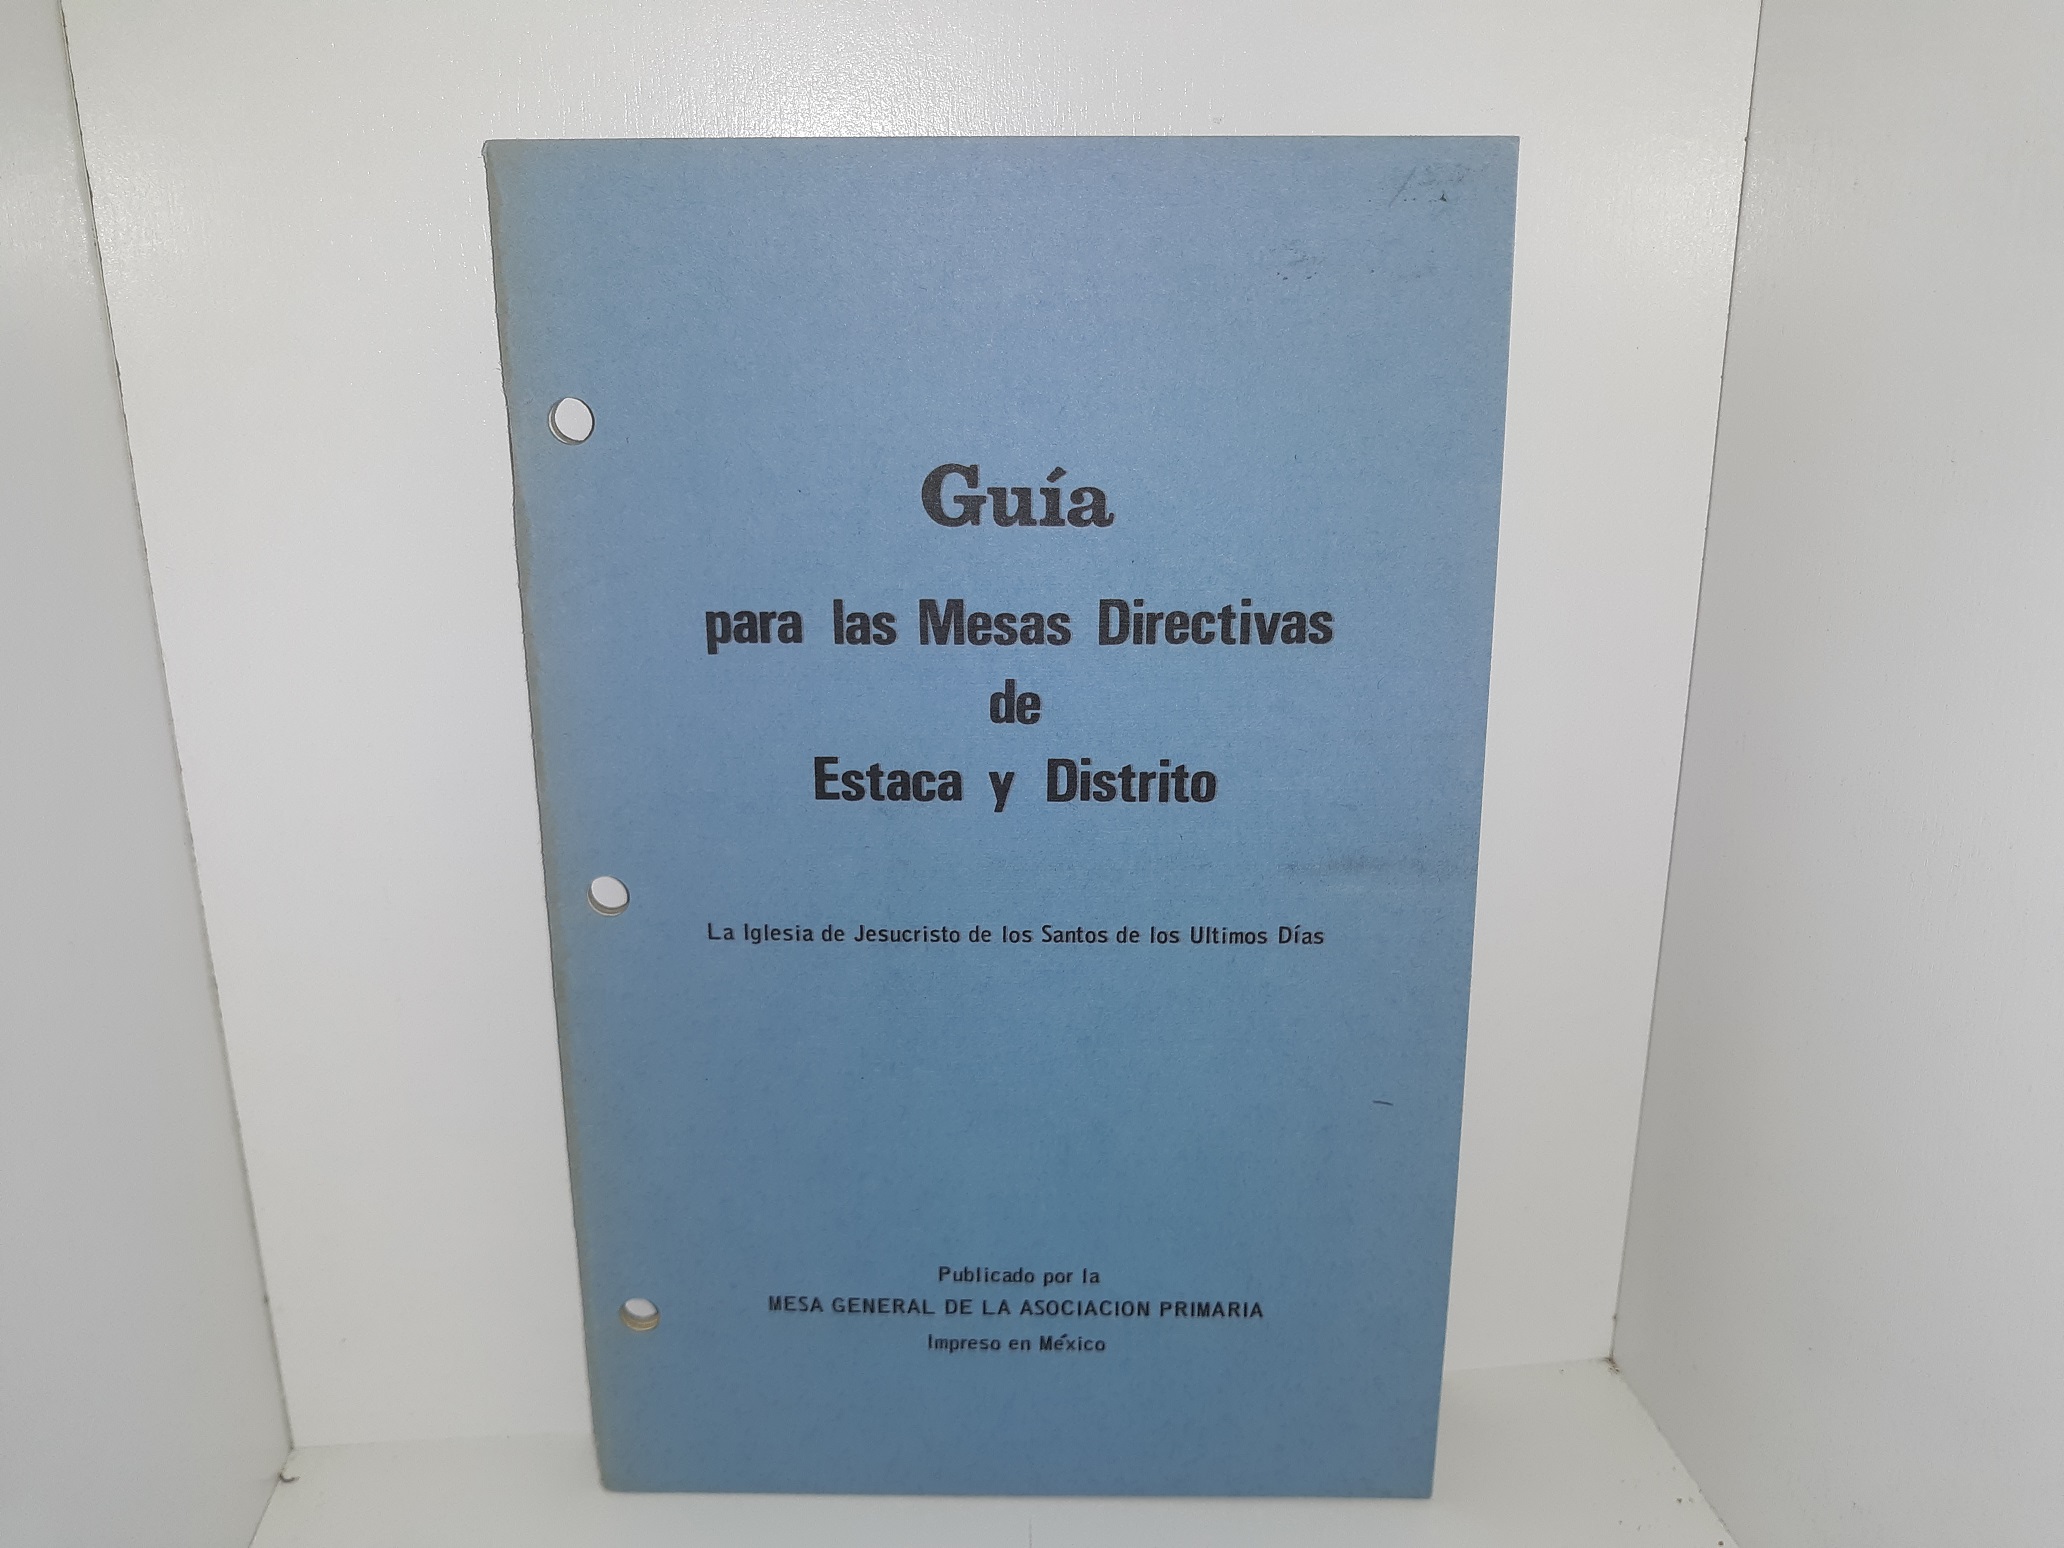 Guía
para las Mesas Directivas
de
Estaca y Distrito
La Iglesia de Jesucristo de los Santos de los Ultimos Días
Publicado por la
MESA GENERAL DE LA ASOCIACION PRIMARIA
Impreso en México